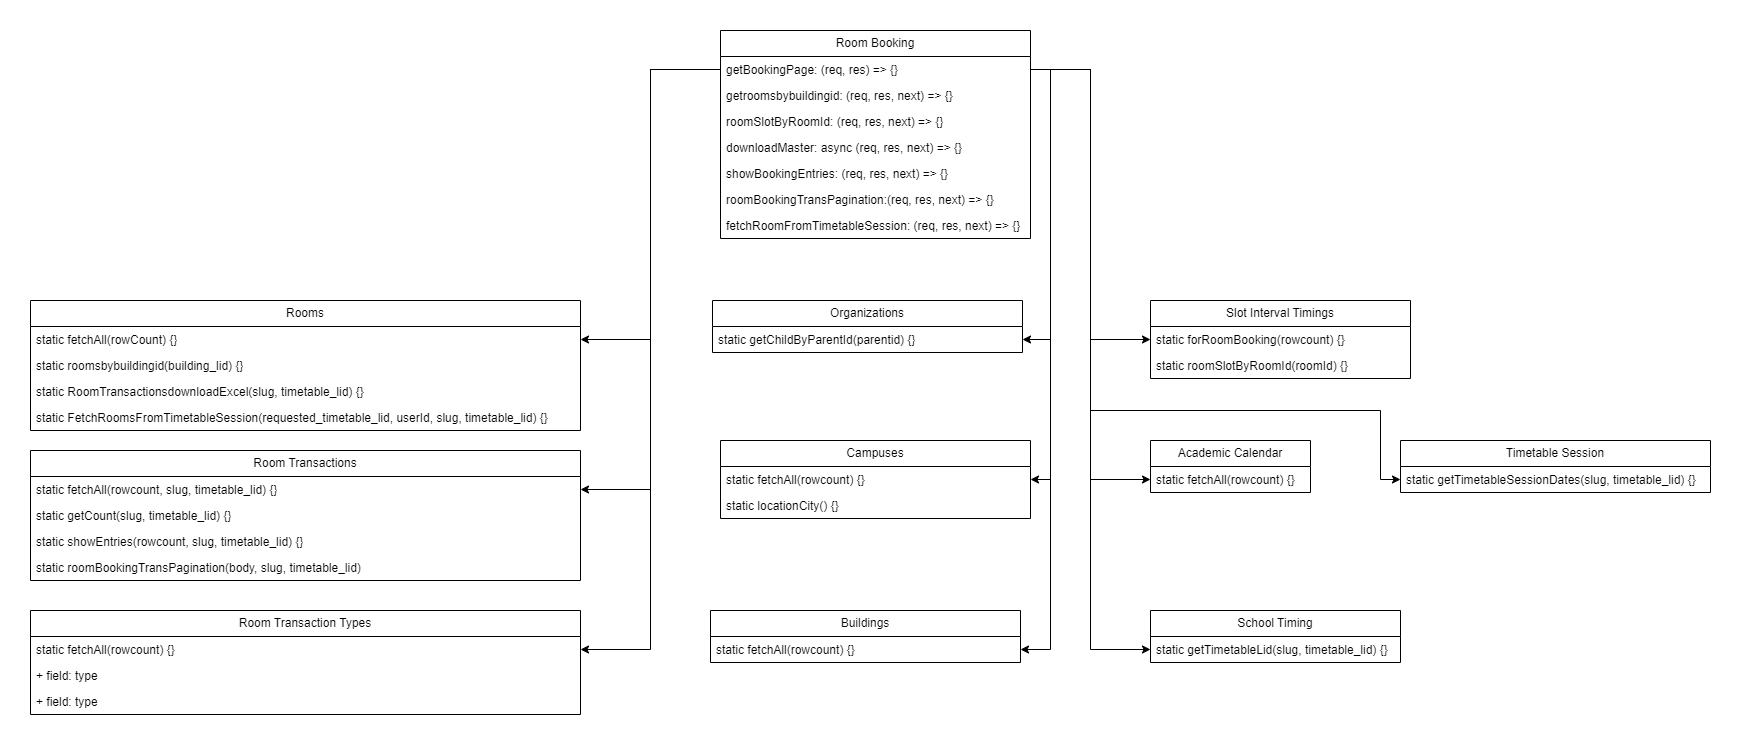 Room Booking
getBookingPage: (req, res) => {}
getroomsbybuildingid: (req, res, next) => {}
roomSlotByRoomId: (req, res, next) => {}
downloadMaster: async (req, res, next) => {}
showBookingEntries: (req, res, next) => {}
roomBookingTransPagination:(req, res, next) => {}
fetchRoomFromTimetableSession: (req, res, next) => {}
Rooms
static fetchAll(rowCount) {}
static roomsbybuildingid(building_lid) {}
static RoomTransactionsdownloadExcel(slug, timetable_lid) {}
static FetchRoomsFromTimetableSession(requested_timetable_lid, userId, slug, timetable_lid) {}
Organizations
static getChildByParentId(parentid) {}
Slot Interval Timings
static forRoomBooking(rowcount) {}
static roomSlotByRoomId(roomId) {}
Room Transactions
static fetchAll(rowcount, slug, timetable_lid) {}
static getCount(slug, timetable_lid) {}
static showEntries(rowcount, slug, timetable_lid) {}
static roomBookingTransPagination(body, slug, timetable_lid)
Campuses
static fetchAll(rowcount) {}
static locationCity() {}
Academic Calendar
static fetchAll(rowcount) {}
Timetable Session
static getTimetableSessionDates(slug, timetable_lid) {}
Room Transaction Types
static fetchAll(rowcount) {}
+ field: type
+ field: type
Buildings
static fetchAll(rowcount) {}
School Timing
static getTimetableLid(slug, timetable_lid) {}